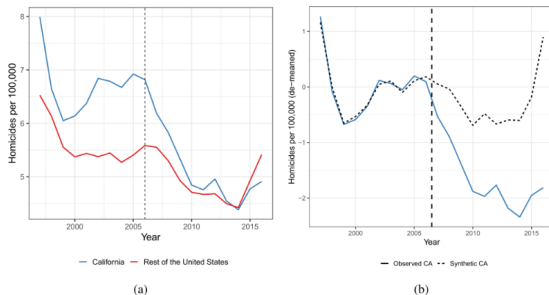 8
7
6
5
Homicides per 100,000
2000
2005
2010
2015
Year
California
Rest of the United States
(a)
1
0
−1
−2
Homicides per 100,000 (de−meaned)
2000
2005
2010
2015
Year
Observed CA
Synthetic CA
(b)